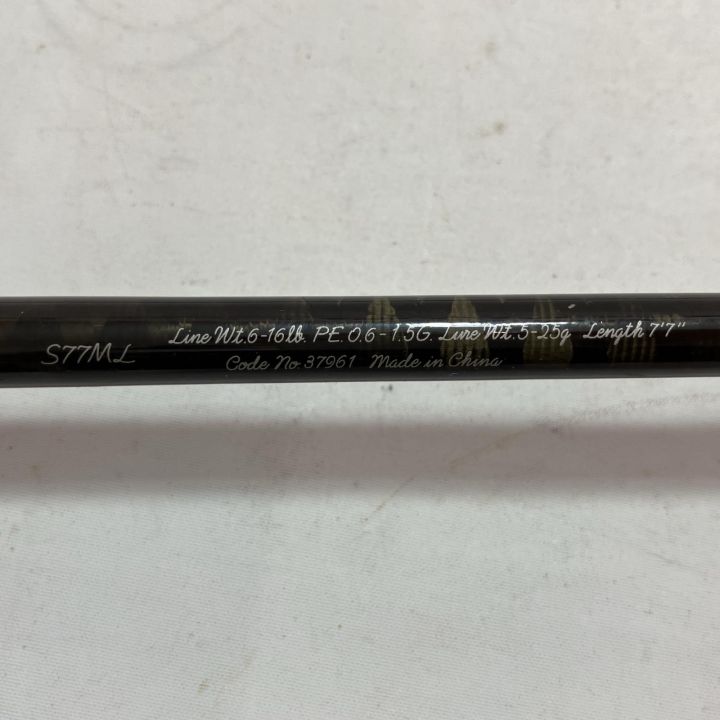 S77ML
Line Wt.6-16lb. PE.0.6-1.5G. Line Wt.5-25g Length 7'7"
Code No.37961 Made in China